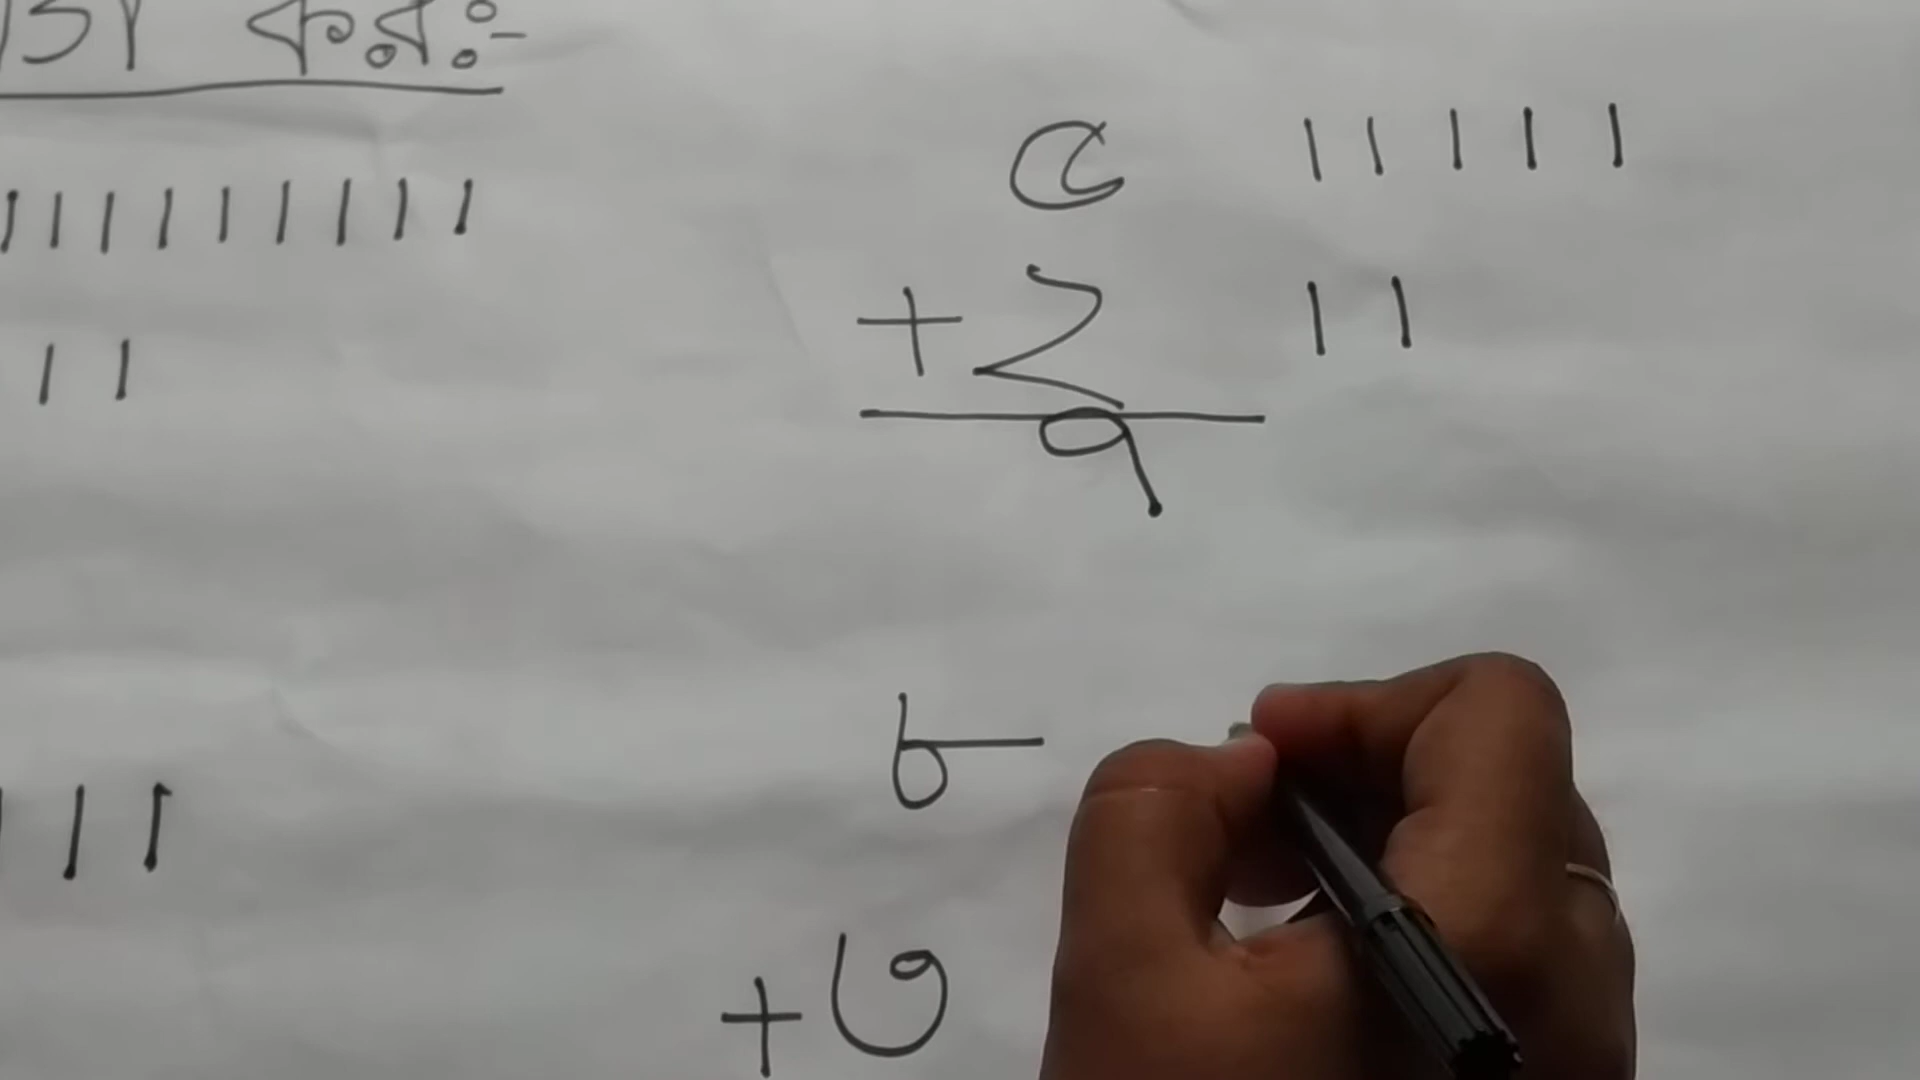 কর:-
৫ | | | | |
| | | | | | | | |
+২ | |
| |
৭
৮
| |
+৩